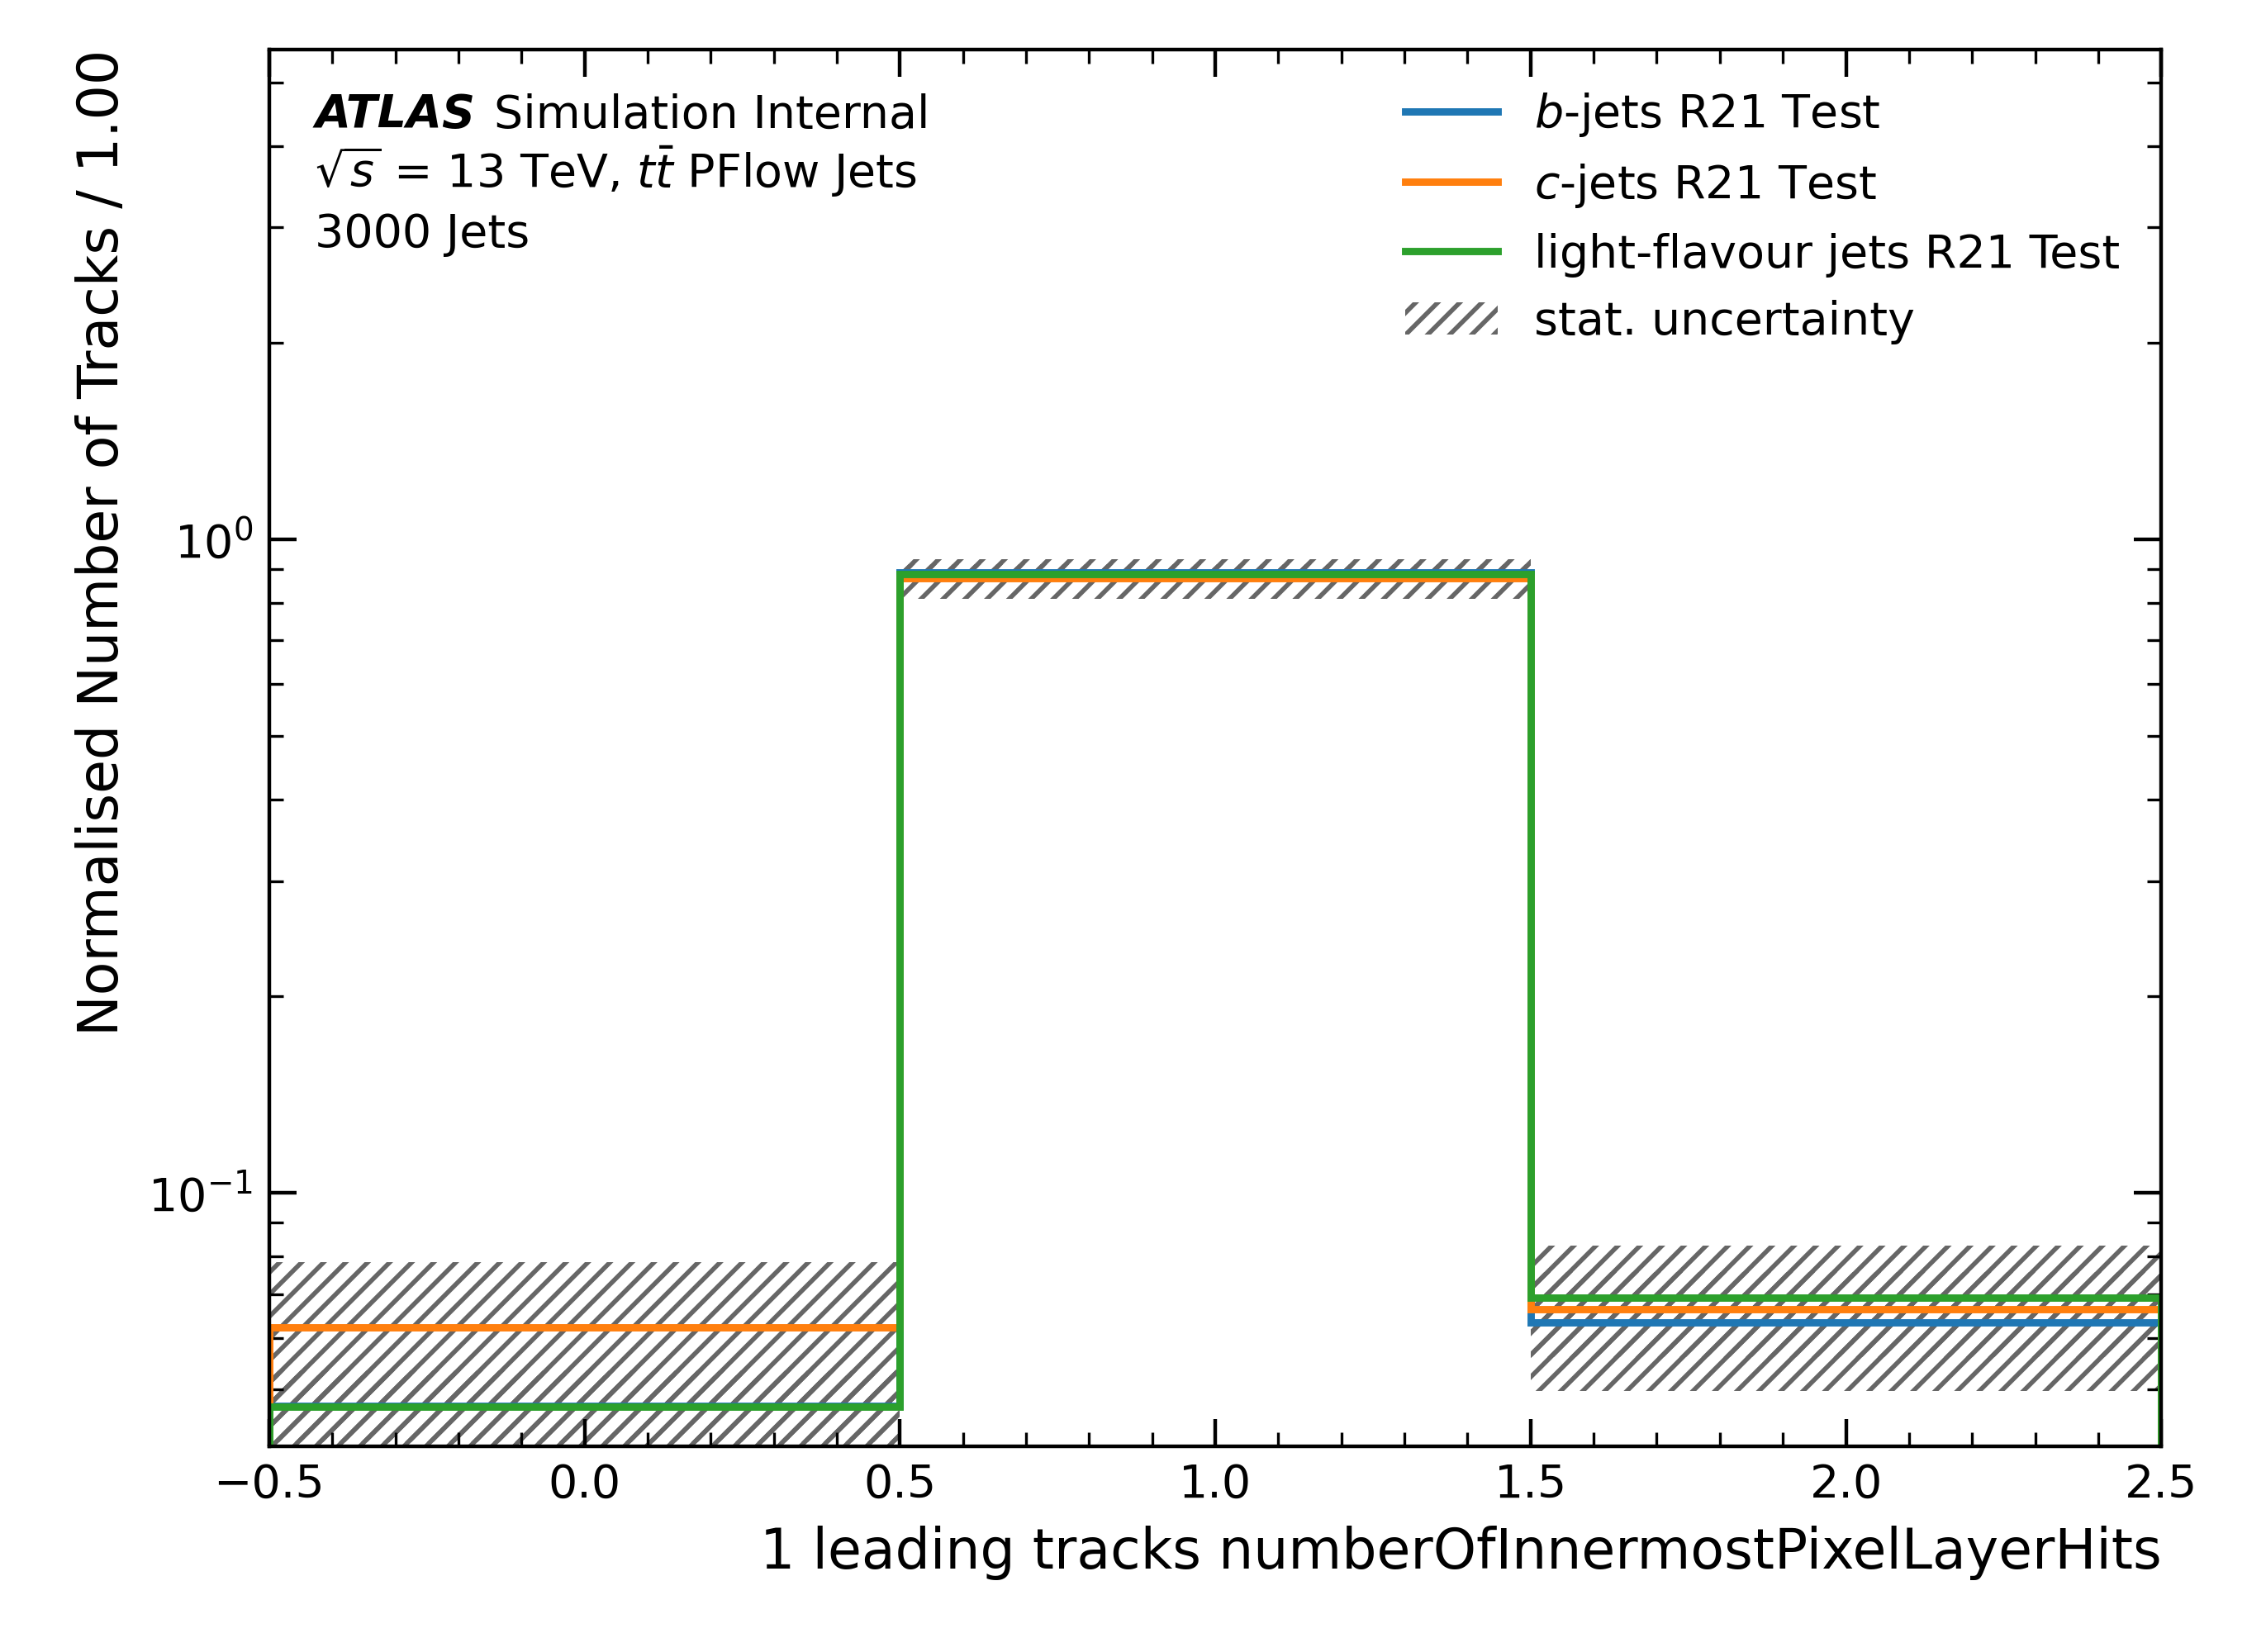 Normalised Number of Tracks / 1.00
ATLAS Simulation Internal
√s = 13 TeV, tt̄ PFlow Jets
3000 Jets
b-jets R21 Test
c-jets R21 Test
light-flavour jets R21 Test
stat. uncertainty
10⁰
10⁻¹
−0.5 0.0 0.5 1.0 1.5 2.0 2.5
1 leading tracks numberOfInnermostPixelLayerHits